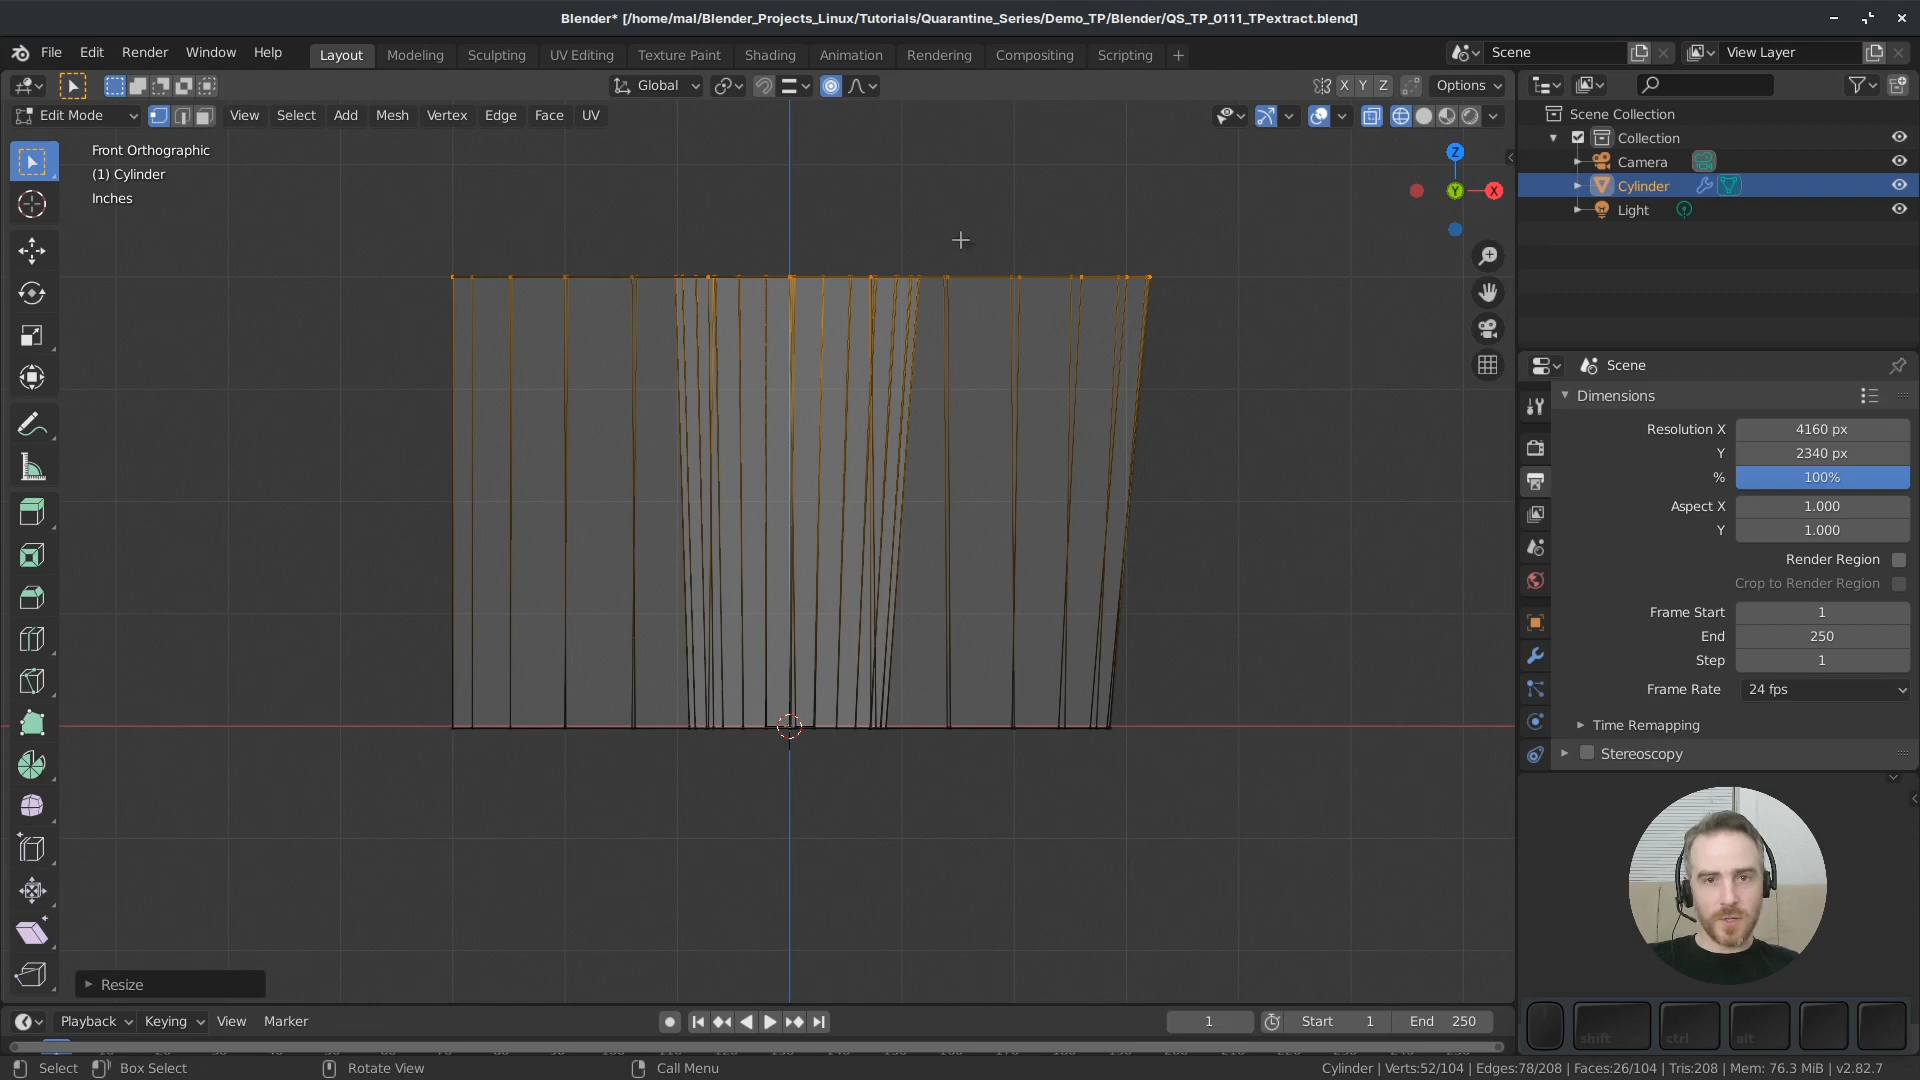 Blender* [/home/mal/Blender_Projects_Linux/Tutorials/Quarantine_Series/Demo_TP/Blender/QS_TP_0111_TPextract.blend]
File Edit Render Window Help Layout Modeling Sculpting UV Editing Texture Paint Shading Animation Rendering Compositing Scripting + Scene View Layer
Global X Y Z Options
Edit Mode View Select Add Mesh Vertex Edge Face UV
Front Orthographic
(1) Cylinder
Inches
Z
Y
X
Scene Collection
Collection
Camera
Cylinder
Light
Scene
Dimensions
Resolution X 4160 px
Y 2340 px
% 100%
Aspect X 1.000
Y 1.000
Render Region
Crop to Render Region
Frame Start 1
End 250
Step 1
Frame Rate 24 fps
Time Remapping
Stereoscopy
Resize
Playback Keying View Marker 1 Start 1 End 250
shift ctrl alt
Select Box Select Rotate View Call Menu Cylinder | Verts:52/104 | Edges:78/208 | Faces:26/104 | Tris:208 | Mem: 76.3 MiB | v2.82.7